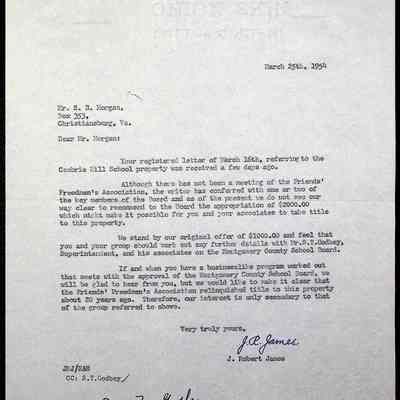 March 25th, 1954
Mr. S. B. Morgan,
Box 353,
Christiansburg, Va.
Dear Mr. Morgan:
Your registered letter of March 16th, referring to the
Cambria Hill School property was received a few days ago.
Although there has not been a meeting of the Friends'
Freedmen's Association, the writer has conferred with one or two of
the key members of the Board and as of the present we do not see our
way clear to recommend to the Board the appropriation of $2000.00
which might make it possible for you and your associates to take title
to this property.
We stand by our original offer of $1000.00 and feel that
you and your group should work out any further details with Mr.S.T.Godbey,
Superintendent, and his associates on the Montgomery County School Board.
If and when you have a businesslike program worked out
that meets with the approval of the Montgomery County School Board, we
will be glad to hear from you, but we would like to make it clear that
the Friends' Freedmen's Association relinquished title to this property
about 20 years ago. Therefore, our interest is only secondary to that
of the group referred to above.
Very truly yours,
J.R. James
J. Robert James
CC: S.T.Godbey/